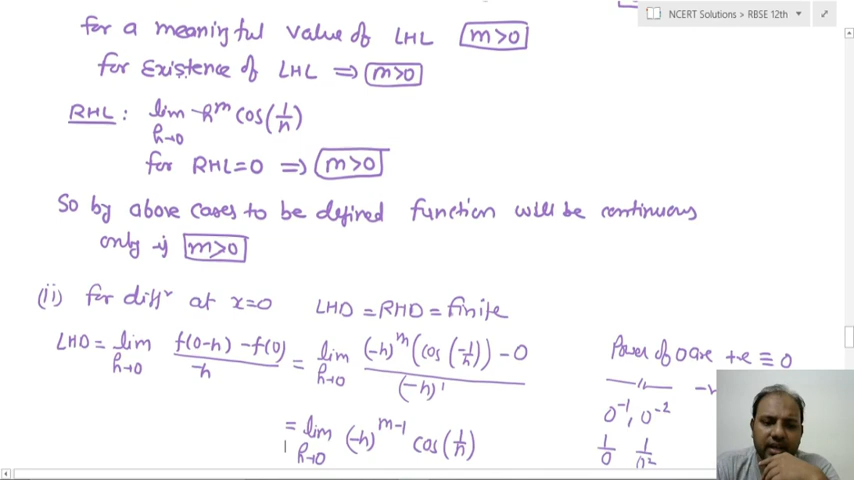 NCERT Solutions > RBSE 12th
for a meaningful value of LHL m>0
for Existence of LHL ⇒ m>0
RHL: lim h→0 h^m cos(1/h)
for RHL=0 ⇒ m>0
So by above cases to be defined function will be continuous
only if m>0
(ii) for diffr at x=0 LHD = RHD = finite
LHD = lim h→0 f(0-h) - f(0) / -h = lim h→0 (-h)^m (cos(-1/h)) - 0 / (-h)^1
Power of 0 are +ve ≡ 0
0^-1, 0^-2
= lim h→0 (-h)^m-1 cos(1/h)
1/0 1/0^2